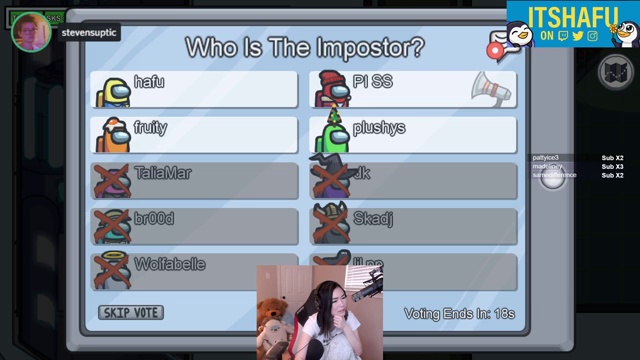 stevensuptic
ITSHAFU
ON
Who Is The Impostor?
hafu
PI SS
fruity
plushys
TaliaMar
dk
br00d
Skadj
Wolfabelle
pattyice3 Sub X2
Sub X3
Sub X2
SKIP VOTE
Voting Ends In: 18s